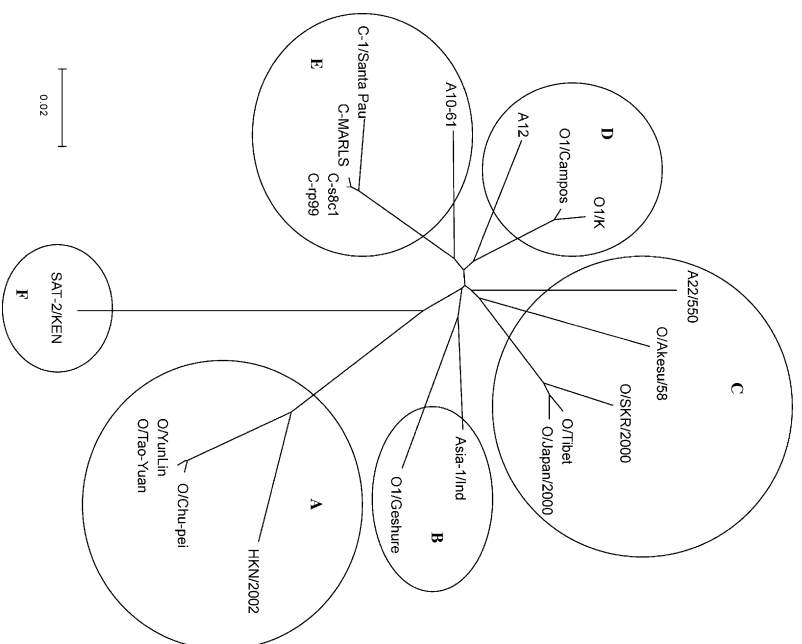 C-1/Santa Pau
E
C-MARLS
C-s8c1
C-rp99
A10-61
D
A12
O1/Campos
O1/K
0.02
A22/550
C
O/Akesu/58
O/SKR/2000
O/Tibet
O/Japan/2000
SAT-2/KEN
F
Asia-1/Ind
O1/Geshure
B
O/YunLin
O/Tao-Yuan
O/Chu-pei
HKN/2002
A